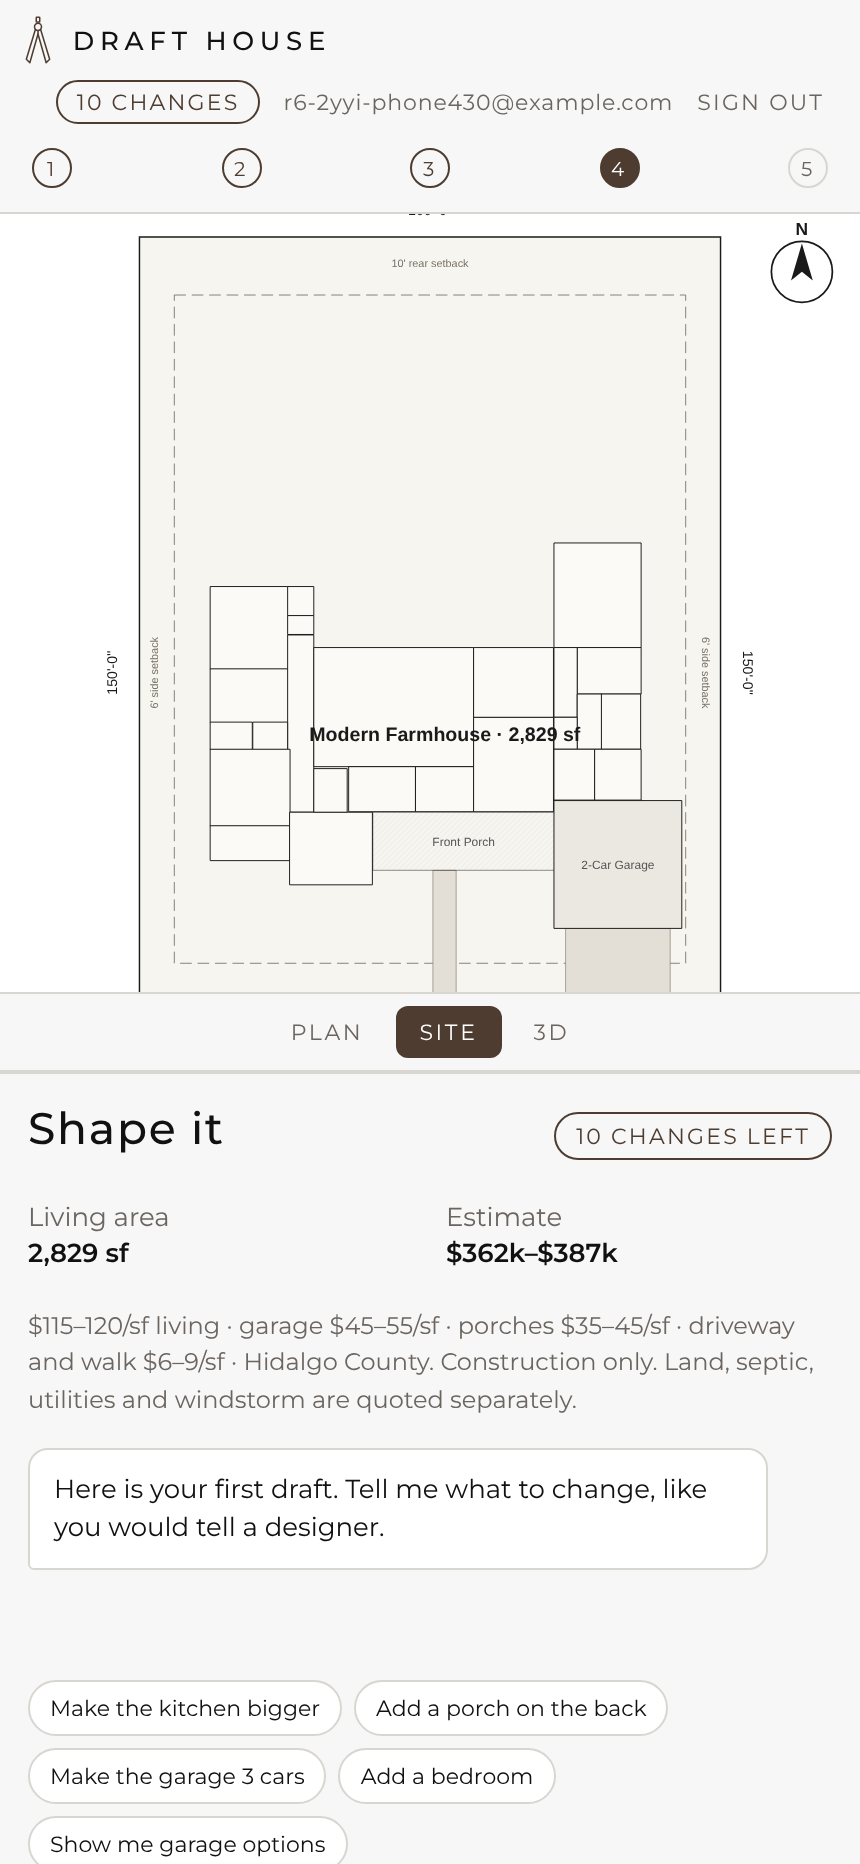 DRAFT HOUSE
10 CHANGES
r6-2yyi-phone430@example.com
SIGN OUT
1
2
3
4
5
N
10' rear setback
150'-0"
6' side setback
6' side setback
150'-0"
Modern Farmhouse · 2,829 sf
Front Porch
2-Car Garage
PLAN
SITE
3D
Shape it
10 CHANGES LEFT
Living area
Estimate
2,829 sf
$362k–$387k
$115–120/sf living · garage $45–55/sf · porches $35–45/sf · driveway
and walk $6–9/sf · Hidalgo County. Construction only. Land, septic,
utilities and windstorm are quoted separately.
Here is your first draft. Tell me what to change, like
you would tell a designer.
Make the kitchen bigger
Add a porch on the back
Make the garage 3 cars
Add a bedroom
Show me garage options